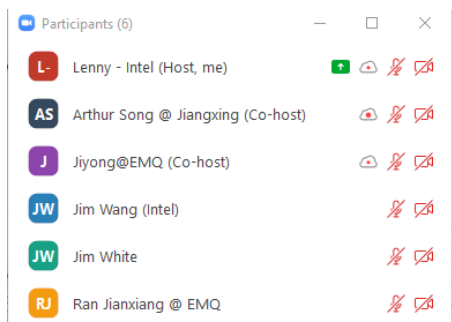 Participants (6)
L- Lenny - Intel (Host, me)
AS Arthur Song @ Jiangxing (Co-host)
J Jiyong@EMQ (Co-host)
JW Jim Wang (Intel)
JW Jim White
RJ Ran Jianxiang @ EMQ